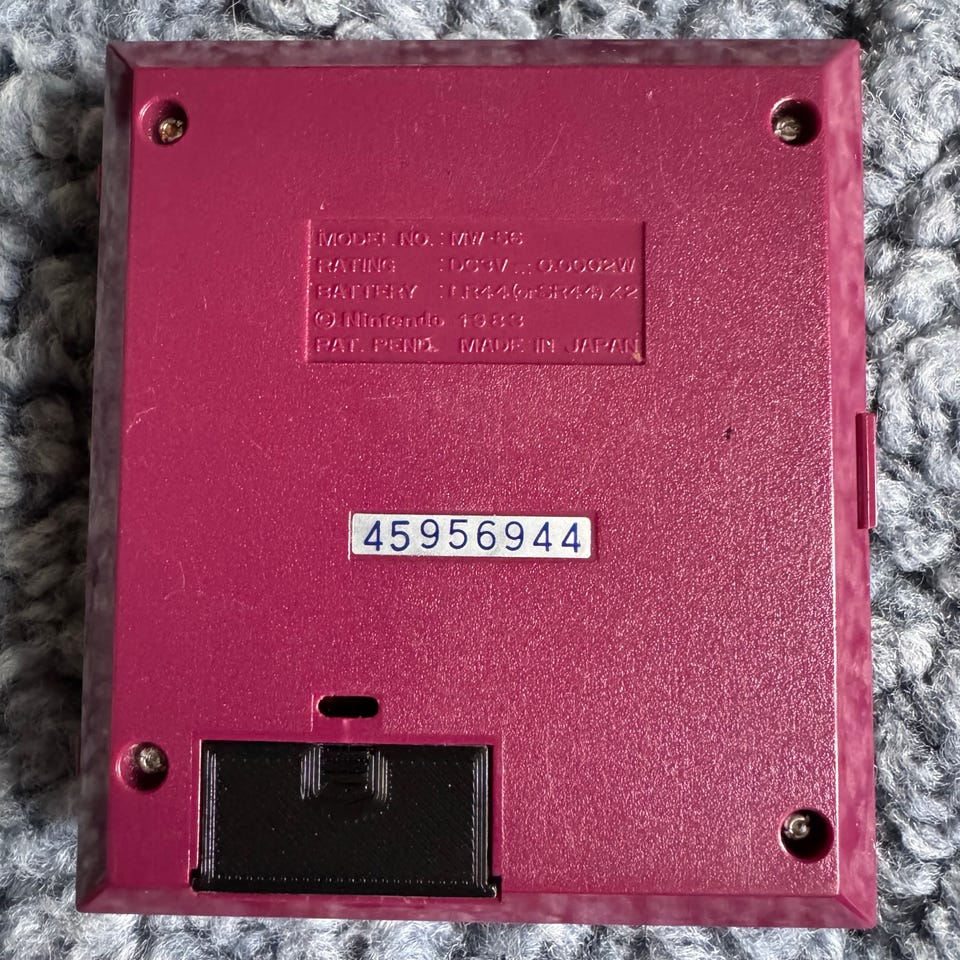 MODEL NO. : MW-56
RATING : DC3V ⎓ 0.0002W
BATTERY : LR44 (or SR44) X2
©Nintendo 1983
PAT. PEND. MADE IN JAPAN
45956944